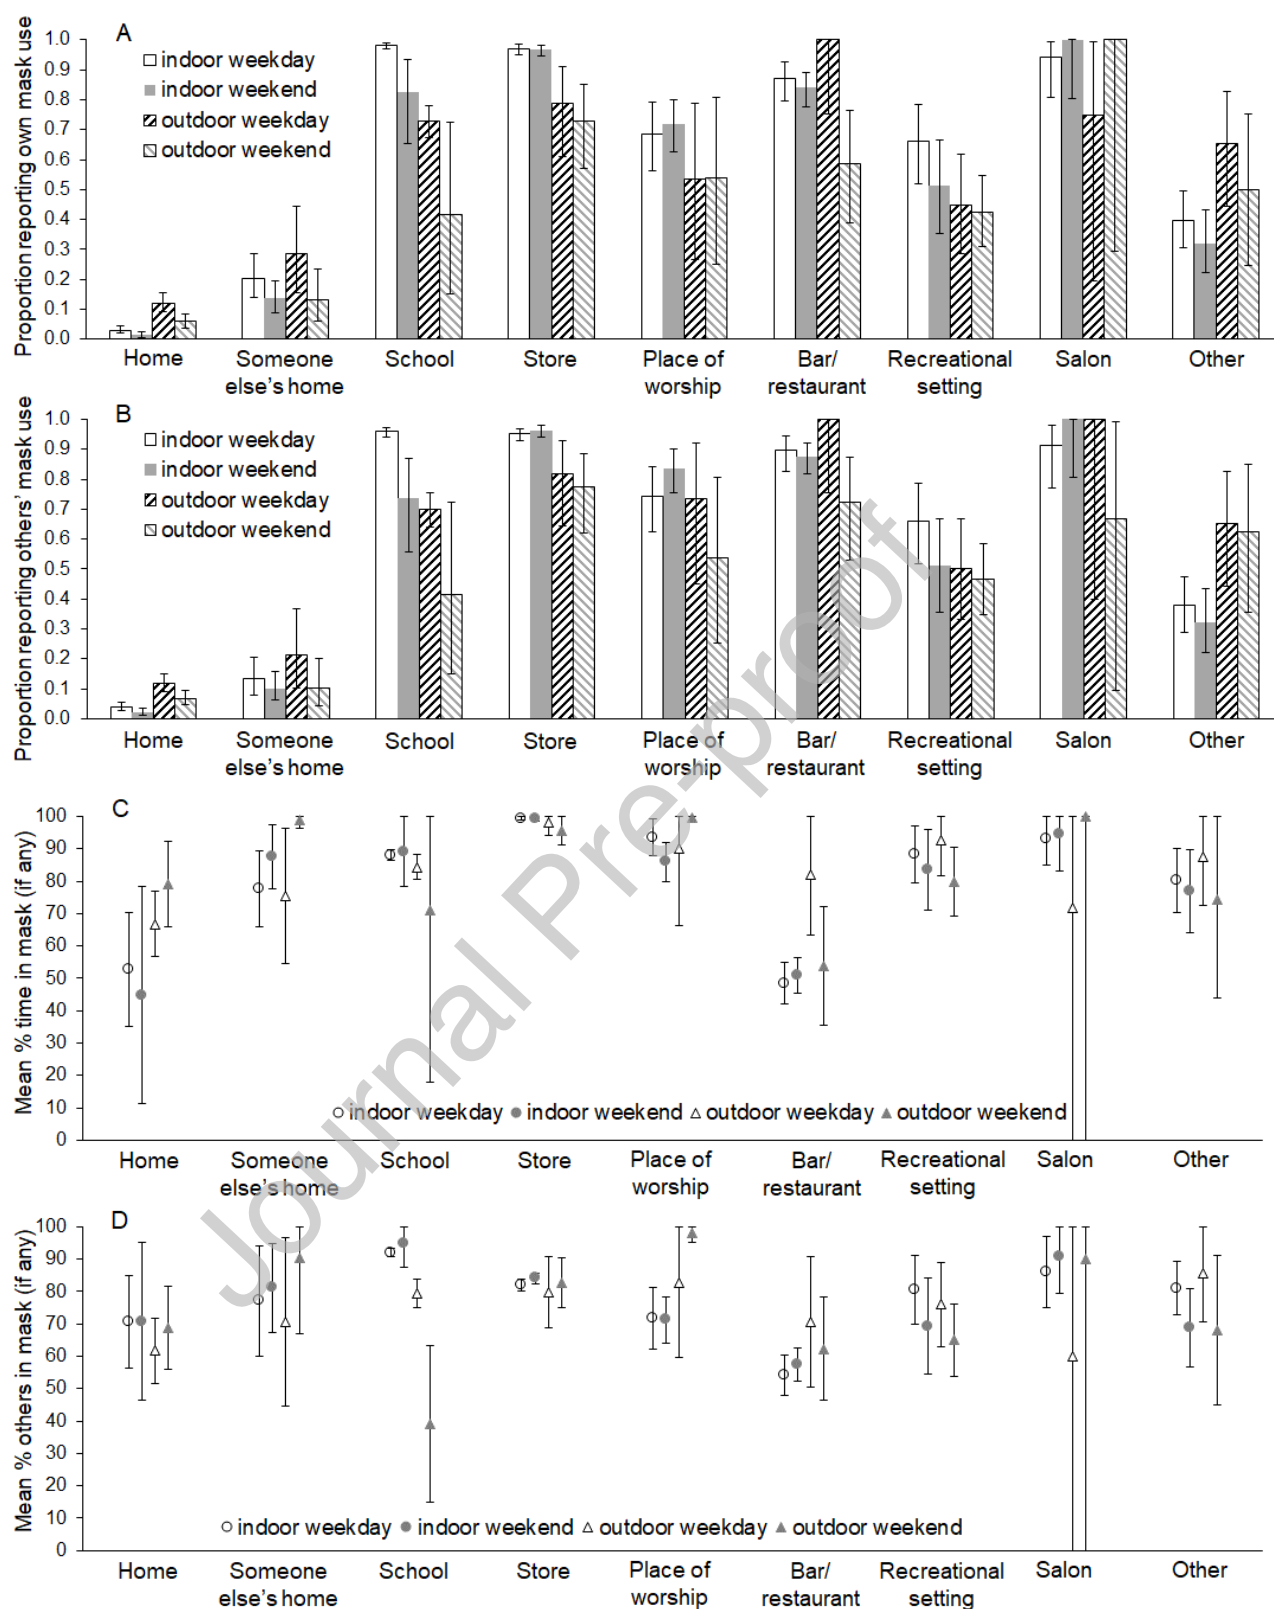 A
Proportion reporting own mask use
1.0
0.9
0.8
0.7
0.6
0.5
0.4
0.3
0.2
0.1
0.0
indoor weekday
indoor weekend
outdoor weekday
outdoor weekend
Home
Someone
else's home
School
Store
Place of
worship
Bar/
restaurant
Recreational
setting
Salon
Other
B
Proportion reporting others' mask use
1.0
0.9
0.8
0.7
0.6
0.5
0.4
0.3
0.2
0.1
0.0
indoor weekday
indoor weekend
outdoor weekday
outdoor weekend
Home
Someone
else's home
School
Store
Place of
worship
Bar/
restaurant
Recreational
setting
Salon
Other
C
Mean % time in mask (if any)
100
90
80
70
60
50
40
30
20
10
0
indoor weekday indoor weekend outdoor weekday outdoor weekend
Home
Someone
else's home
School
Store
Place of
worship
Bar/
restaurant
Recreational
setting
Salon
Other
D
Mean % others in mask (if any)
100
90
80
70
60
50
40
30
20
10
0
indoor weekday indoor weekend outdoor weekday outdoor weekend
Home
Someone
else's home
School
Store
Place of
worship
Bar/
restaurant
Recreational
setting
Salon
Other
Journal Pre-proof